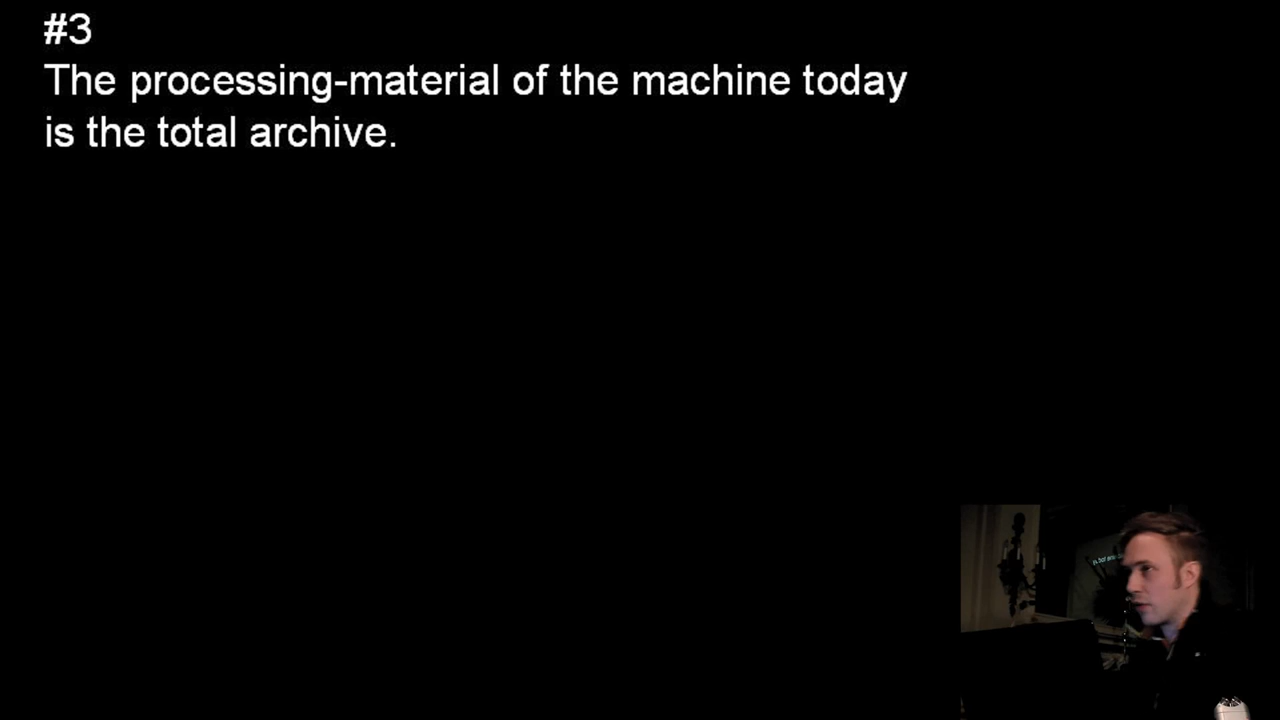 #3
The processing-material of the machine today
is the total archive.